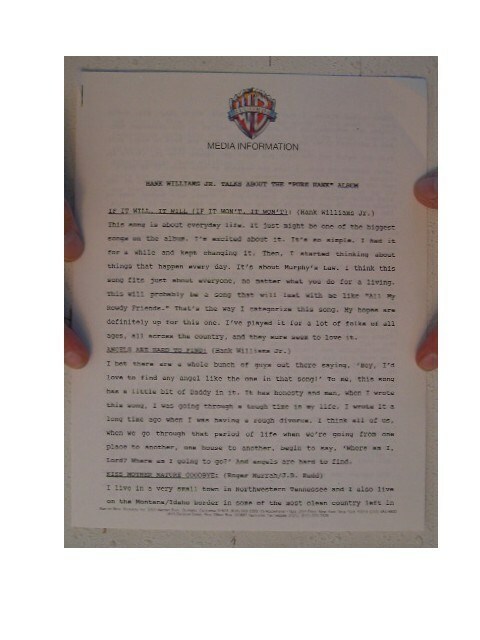 MEDIA INFORMATION
HANK WILLIAMS JR. TALKS ABOUT THE "PURE HANK" ALBUM
IF IT WILL, IT WILL (IF IT WON'T, IT WON'T): (Hank Williams Jr.)
This song is about everyday life. It just might be one of the biggest
songs on the album. I'm excited about it. It's so simple. I had it
for a while and kept changing it. Then, I started thinking about
things that happen every day. It's about Murphy's Law. I think this
song fits just about everyone, no matter what you do for a living.
This will probably be a song that will last with me like "All My
Rowdy Friends." That's the way I categorize this song. My hopes are
definitely up for this one. I've played it for a lot of folks of all
ages, all across the country, and they sure seem to love it.
ANGELS ARE HARD TO FIND: (Hank Williams Jr.)
I bet there are a whole bunch of guys out there saying, "Boy, I'd
love to find any angel like the one in that song!" To me, this song
has a little bit of Daddy in it. It has honesty and man, when I wrote
this song, I was going through a tough time in my life. I wrote it a
long time ago when I was having a rough divorce. I think all of us,
when we go through that period of life when we're going from one
place to another, one house to another, begin to say, 'Where am I,
Lord? Where am I going to go?' And angels are hard to find.
KISS MOTHER NATURE GOODBYE: (Roger Murrah/J.D. Rudd)
I live in a very small town in Northwestern Tennessee and I also live
on the Montana/Idaho border in some of the most clean country left in